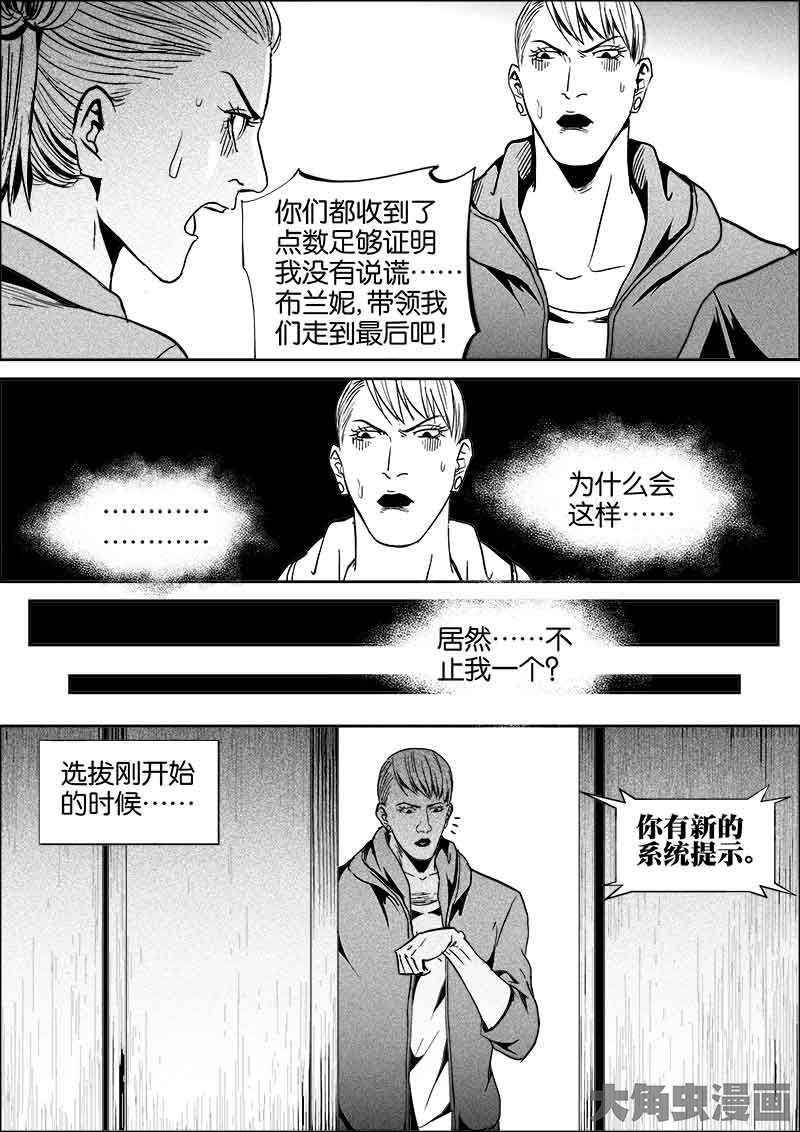 你们都收到了
点数足够证明
我没有说谎……
布兰妮,带领我
们走到最后吧!
…………
…………
为什么会
这样……
居然……不
止我一个?
选拔刚开始
的时候……
你有新的
系统提示。
大角虫漫画